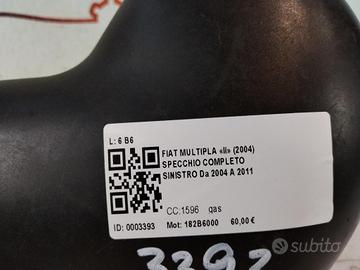 L: 6 B6
FIAT MULTIPLA «II» (2004)
SPECCHIO COMPLETO
SINISTRO Da 2004 A 2011
CC:1596 gas
ID: 0003393 Mot: 182B6000 60,00 €
subito